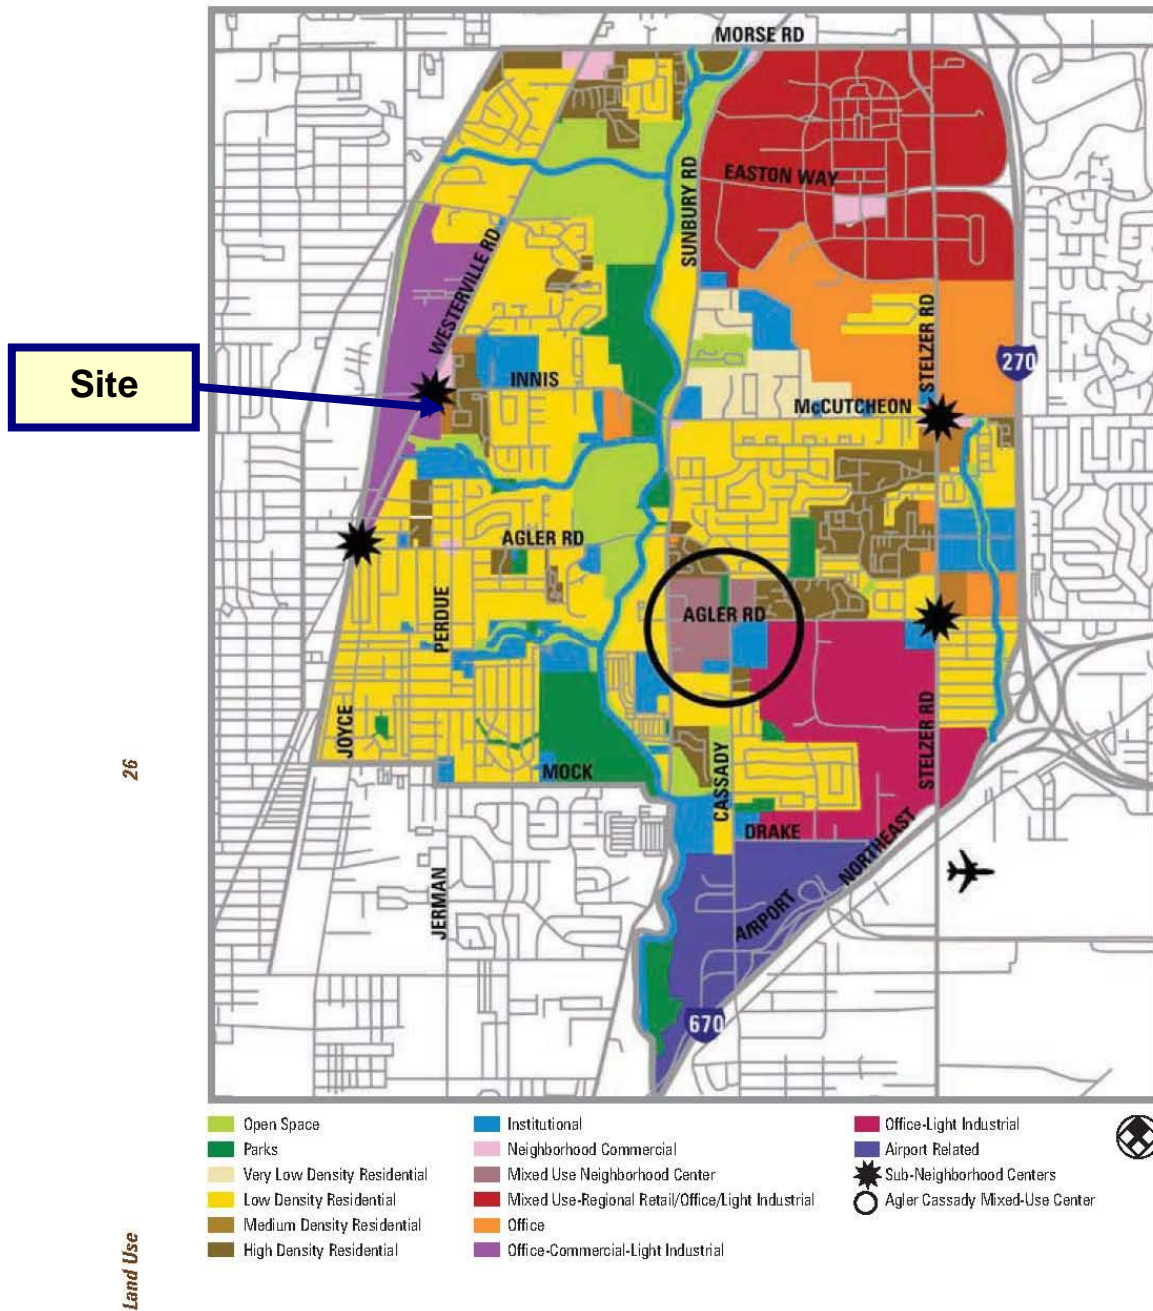 MORSE RD
SUNBURY RD
EASTON WAY
WESTERVILLE RD
STELZER RD
270
Site
INNIS
McCUTCHEON
AGLER RD
AGLER RD
PERDUE
JOYCE
STELZER RD
MOCK
CASSADY
DRAKE
NORTHEAST
JERMAN
AIRPORT
670
26
Land Use
Open Space
Parks
Very Low Density Residential
Low Density Residential
Medium Density Residential
High Density Residential
Institutional
Neighborhood Commercial
Mixed Use Neighborhood Center
Mixed Use-Regional Retail/Office/Light Industrial
Office
Office-Commercial-Light Industrial
Office-Light Industrial
Airport Related
Sub-Neighborhood Centers
Agler Cassady Mixed-Use Center